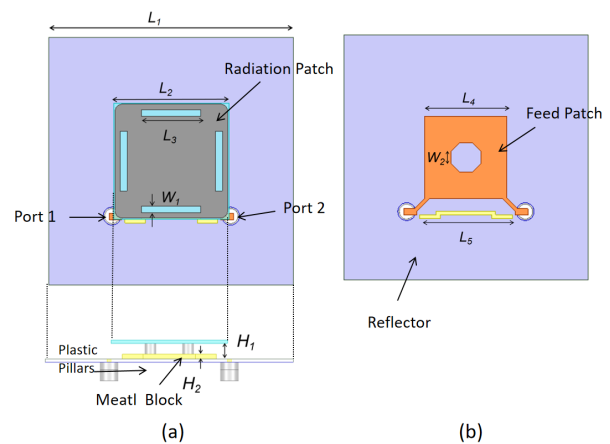 L1
Radiation Patch
L2
L3
W1
Port 1
Port 2
L4
Feed Patch
W2
L5
Reflector
Plastic
Pillars
H1
H2
Meatl Block
(a)
(b)